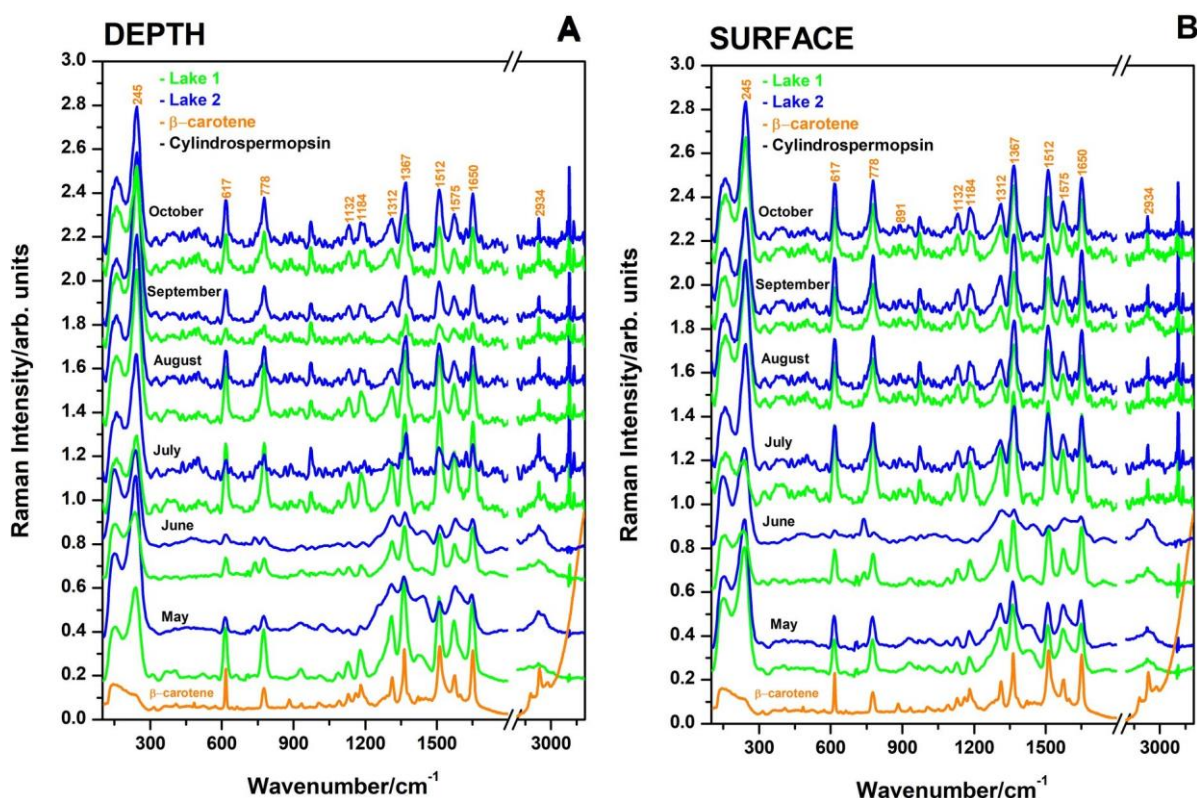 DEPTH
A
3.0
2.8
2.6
2.4
2.2
2.0
1.8
1.6
1.4
1.2
1.0
0.8
0.6
0.4
0.2
0.0
Raman Intensity/arb. units
- Lake 1
- Lake 2
- β-carotene
- Cylindrospermopsin
245
617
778
1132
1184
1312
1367
1512
1575
1650
2934
October
September
August
July
June
May
β-carotene
300
600
900
1200
1500
3000
Wavenumber/cm-1
SURFACE
B
3.0
2.8
2.6
2.4
2.2
2.0
1.8
1.6
1.4
1.2
1.0
0.8
0.6
0.4
0.2
0.0
Raman Intensity/arb. units
- Lake 1
- Lake 2
- β-carotene
- Cylindrospermopsin
245
617
778
891
1132
1184
1312
1367
1512
1575
1650
2934
October
September
August
July
June
May
β-carotene
300
600
900
1200
1500
3000
Wavenumber/cm-1